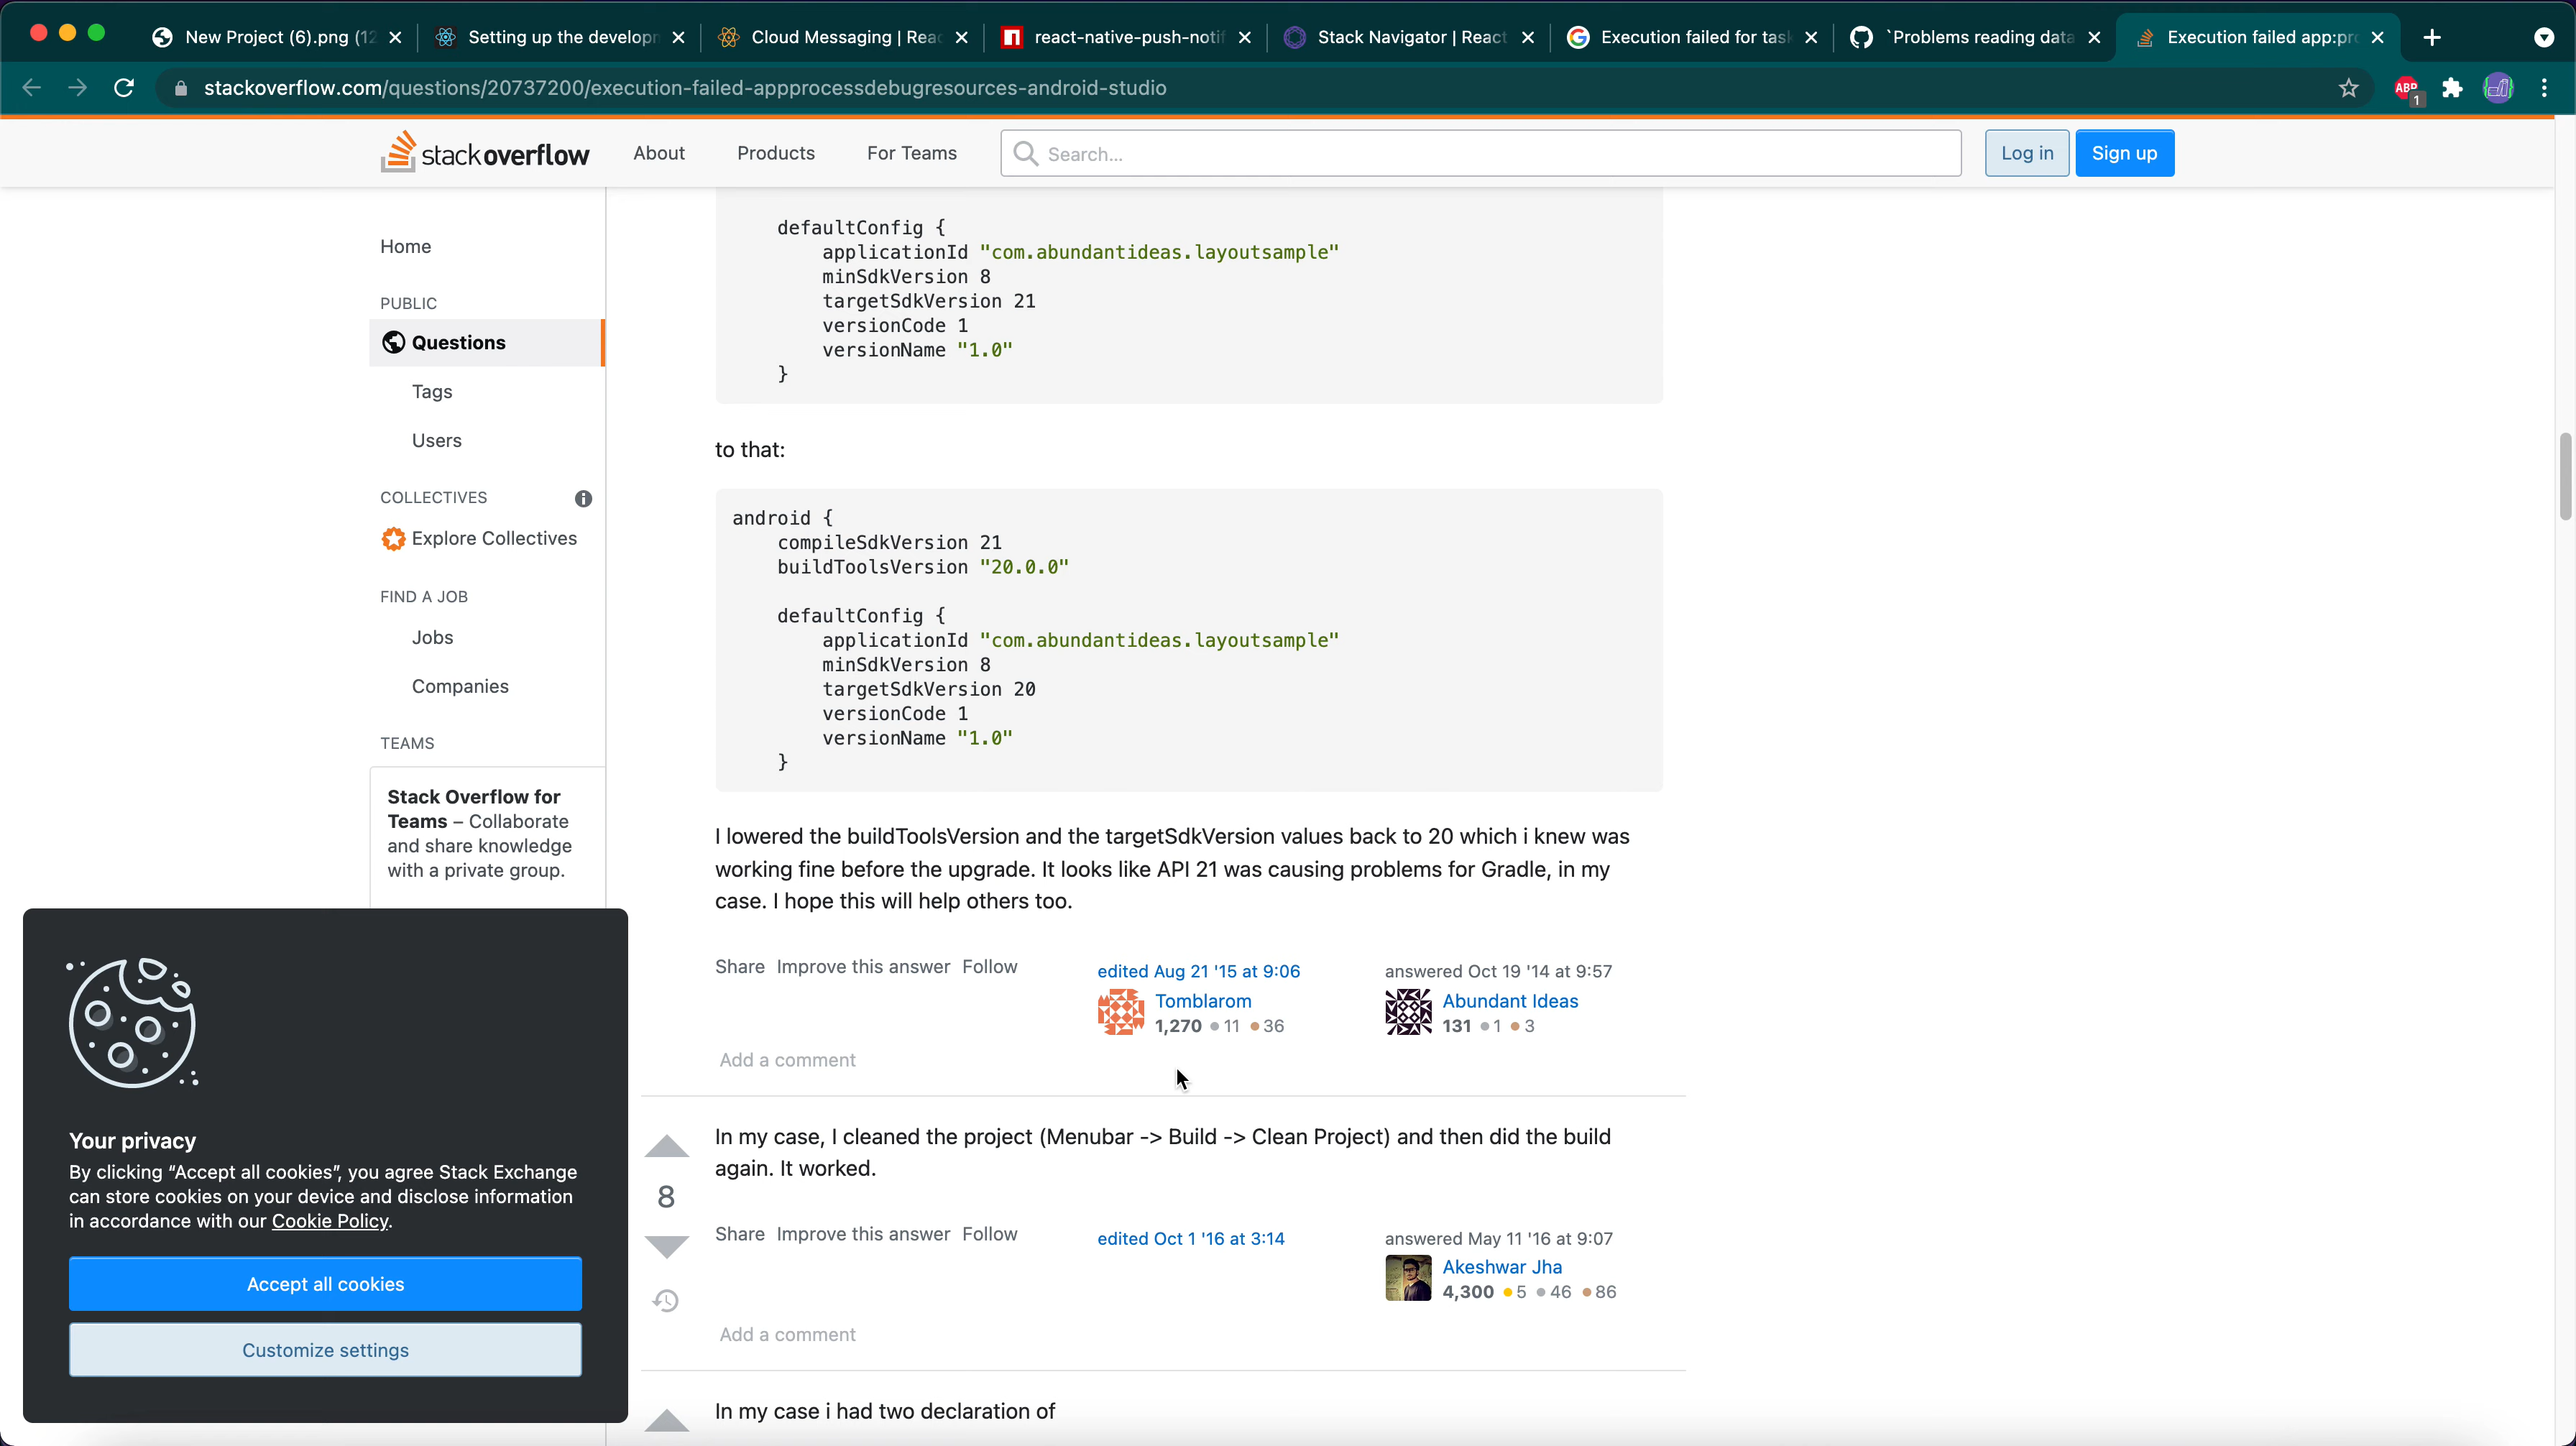 New Project (6).png (12
Setting up the developm
Cloud Messaging | Reac
react-native-push-notif
Stack Navigator | React
Execution failed for task
`Problems reading data
Execution failed app:pro
stackoverflow.com/questions/20737200/execution-failed-appprocessdebugresources-android-studio
ABP
1
stackoverflow
About
Products
For Teams
Search...
Log in
Sign up
Home
PUBLIC
Questions
Tags
Users
COLLECTIVES
Explore Collectives
FIND A JOB
Jobs
Companies
TEAMS
Stack Overflow for
Teams – Collaborate
and share knowledge
with a private group.
defaultConfig {
applicationId "com.abundantideas.layoutsample"
minSdkVersion 8
targetSdkVersion 21
versionCode 1
versionName "1.0"
}
to that:
android {
compileSdkVersion 21
buildToolsVersion "20.0.0"
defaultConfig {
applicationId "com.abundantideas.layoutsample"
minSdkVersion 8
targetSdkVersion 20
versionCode 1
versionName "1.0"
}
I lowered the buildToolsVersion and the targetSdkVersion values back to 20 which i knew was
working fine before the upgrade. It looks like API 21 was causing problems for Gradle, in my
case. I hope this will help others too.
Share Improve this answer Follow
edited Aug 21 '15 at 9:06
Tomblarom
1,270 11 36
answered Oct 19 '14 at 9:57
Abundant Ideas
131 1 3
Add a comment
8
In my case, I cleaned the project (Menubar -> Build -> Clean Project) and then did the build
again. It worked.
Share Improve this answer Follow
edited Oct 1 '16 at 3:14
answered May 11 '16 at 9:07
Akeshwar Jha
4,300 5 46 86
Add a comment
In my case i had two declaration of
Your privacy
By clicking “Accept all cookies”, you agree Stack Exchange
can store cookies on your device and disclose information
in accordance with our Cookie Policy.
Accept all cookies
Customize settings